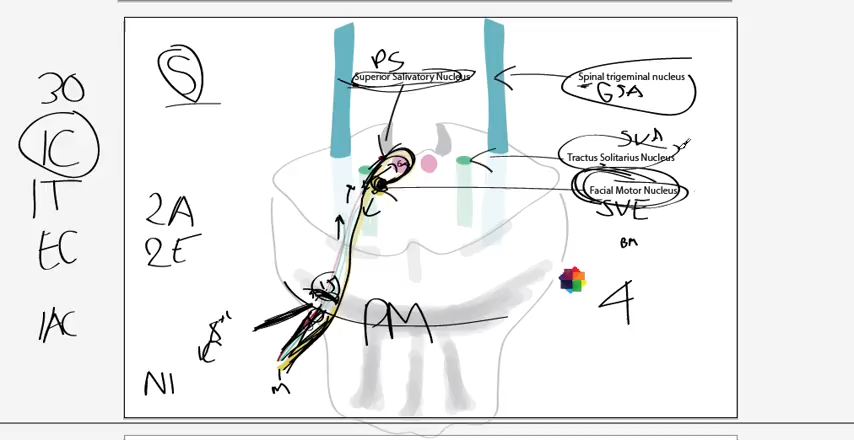 30
IC
IT
EC
IAC
S
2A
2E
N1
PS
Superior Salivatory Nucleus
Spinal trigeminal nucleus
GSA
SVA
Tractus Solitarius Nucleus
Facial Motor Nucleus
SVE
BM
4
PM
M